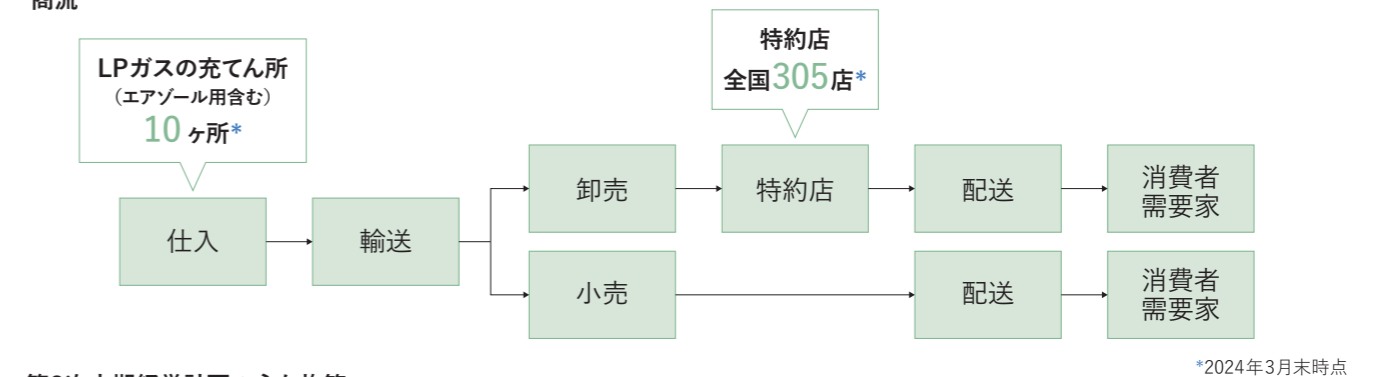 商流
LPガスの充てん所
（エアゾール用含む）
10ヶ所*
特約店
全国305店*
仕入
輸送
卸売
特約店
配送
消費者
需要家
小売
配送
消費者
需要家
*2024年3月末時点